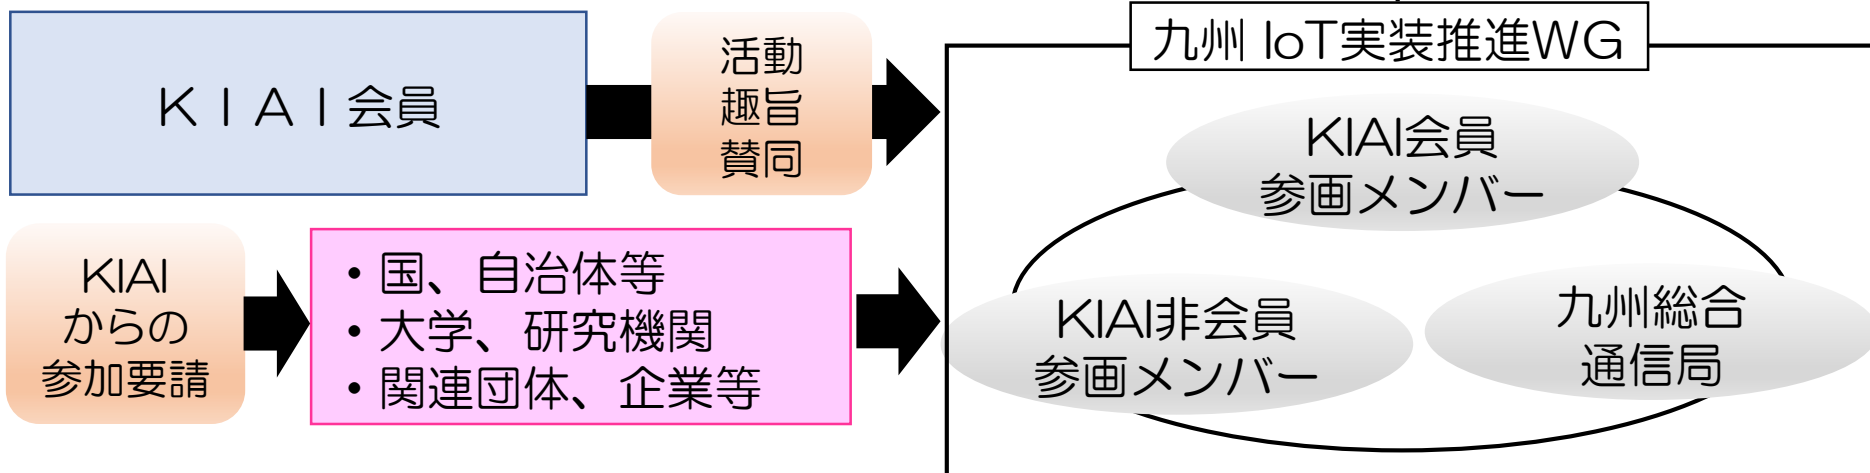 ＫＩＡＩ会員
活動
趣旨
賛同
KIAI
からの
参加要請
・国、自治体等
・大学、研究機関
・関連団体、企業等
九州 IoT実装推進WG
KIAI会員
参画メンバー
KIAI非会員
参画メンバー
九州総合
通信局